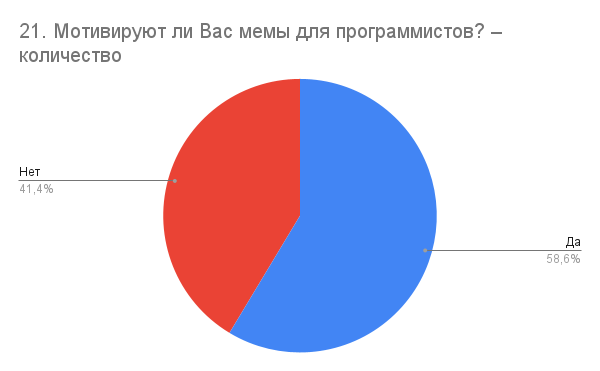 21. Мотивируют ли Вас мемы для программистов? –
количество
Нет
41,4%
Да
58,6%